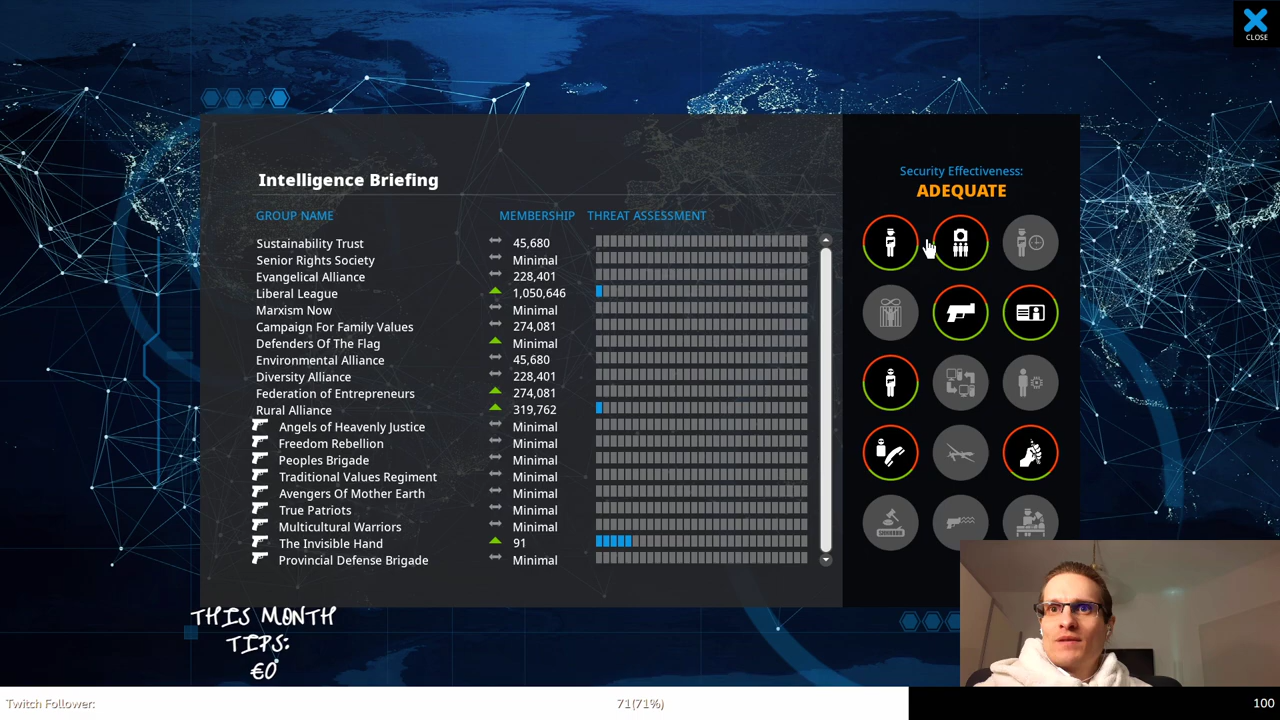 CLOSE
Intelligence Briefing
Security Effectiveness:
ADEQUATE
GROUP NAME MEMBERSHIP THREAT ASSESSMENT
Sustainability Trust 45,680
Senior Rights Society Minimal
Evangelical Alliance 228,401
Liberal League 1,050,646
Marxism Now Minimal
Campaign For Family Values 274,081
Defenders Of The Flag Minimal
Environmental Alliance 45,680
Diversity Alliance 228,401
Federation of Entrepreneurs 274,081
Rural Alliance 319,762
Angels of Heavenly Justice Minimal
Freedom Rebellion Minimal
Peoples Brigade Minimal
Traditional Values Regiment Minimal
Avengers Of Mother Earth Minimal
True Patriots Minimal
Multicultural Warriors Minimal
The Invisible Hand 91
Provincial Defense Brigade Minimal
THIS MONTH
TIPS:
€0
Twitch Follower: 71(71%) 100